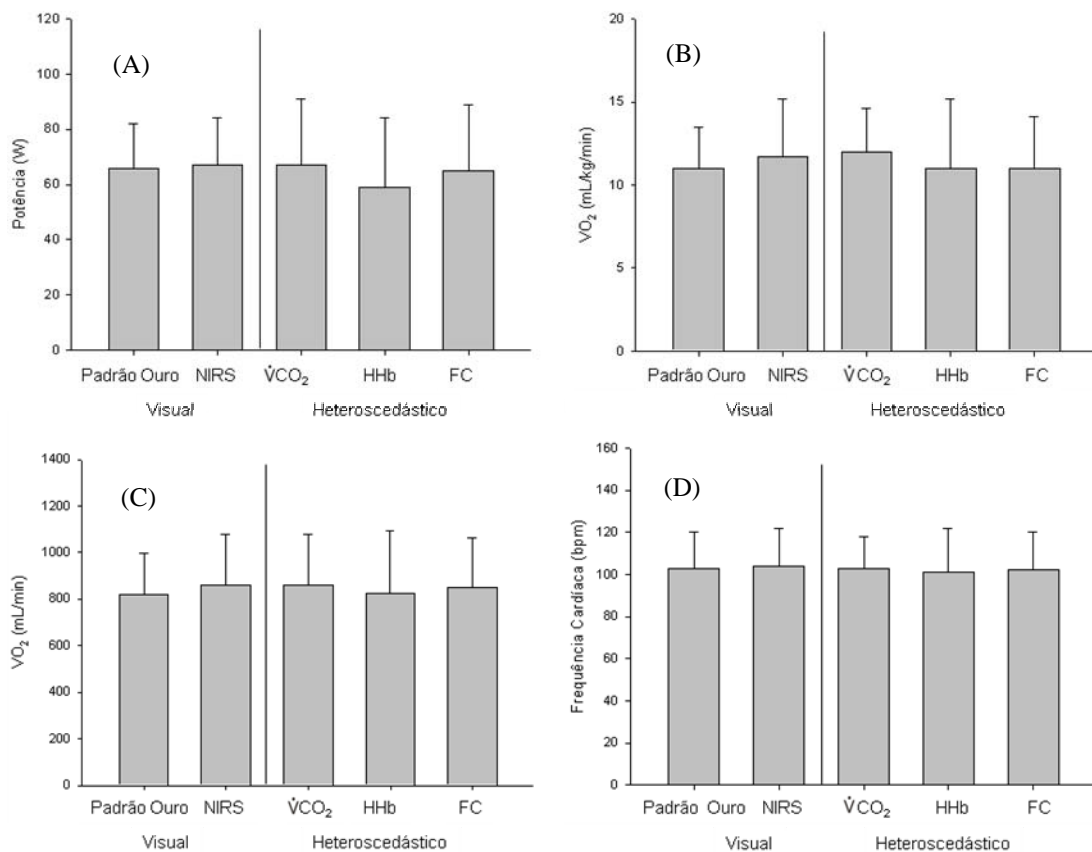 (A)
Potência (W)
120
100
80
60
40
20
0
Padrão Ouro NIRS V̇CO₂ HHb FC
Visual Heteroscedástico
(B)
VO₂ (mL/kg/min)
20
15
10
5
0
Padrão Ouro NIRS V̇CO₂ HHb FC
Visual Heteroscedástico
(C)
VO₂ (mL/min)
1400
1200
1000
800
600
400
200
0
Padrão Ouro NIRS V̇CO₂ HHb FC
Visual Heteroscedástico
(D)
Frequência Cardíaca (bpm)
160
140
120
100
80
60
40
20
0
Padrão Ouro NIRS V̇CO₂ HHb FC
Visual Heteroscedástico